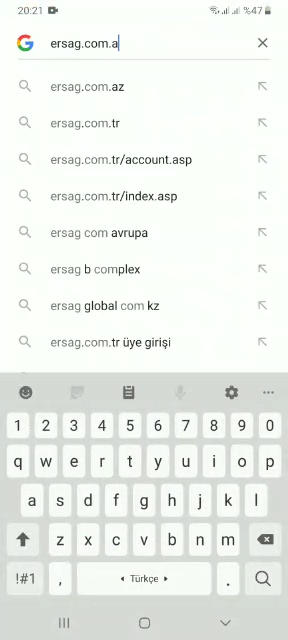 20:21 %47
ersag.com.a
ersag.com.az
ersag.com.tr
ersag.com.tr/account.asp
ersag.com.tr/index.asp
ersag com avrupa
ersag b complex
ersag global com kz
ersag.com.tr üye girişi
1 2 3 4 5 6 7 8 9 0
q w e r t y u i o p
a s d f g h j k l
z x c v b n m
!#1 , Türkçe .